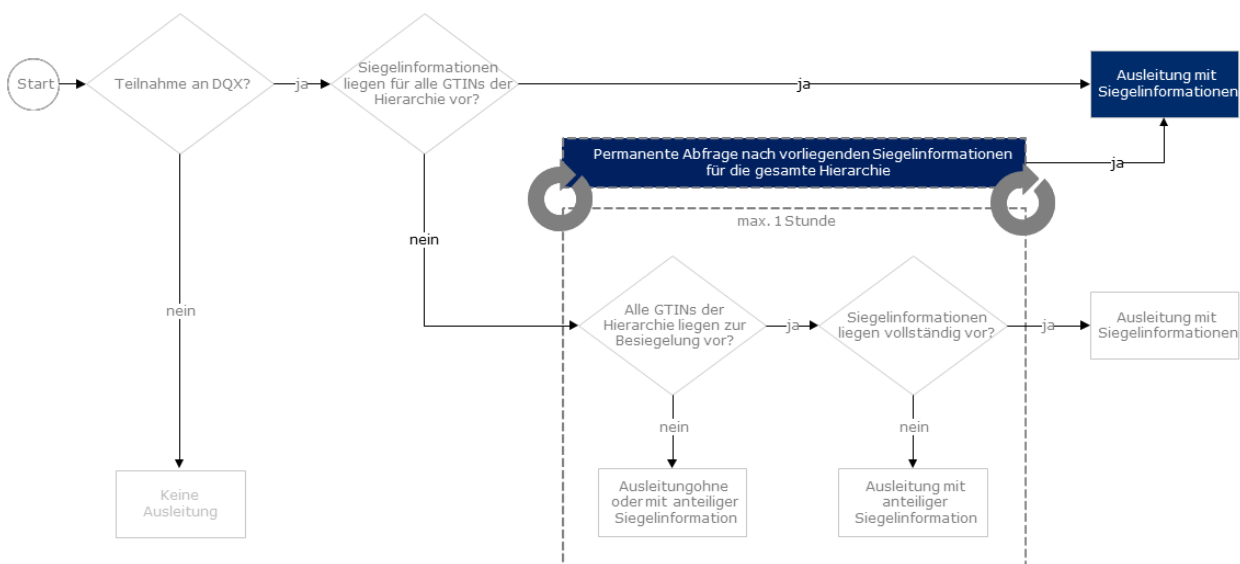 Start
Teilnahme an DQX?
ja
Siegelinformationen
liegen für alle GTINs der
Hierarchie vor?
ja
Ausleitung mit
Siegelinformationen
Permanente Abfrage nach vorliegenden Siegelinformationen
für die gesamte Hierarchie
ja
max. 1 Stunde
nein
nein
Alle GTINs der
Hierarchie liegen zur
Besiegelung vor?
ja
Siegelinformationen
liegen vollständig vor?
ja
Ausleitung mit
Siegelinformationen
nein
nein
Keine
Ausleitung
Ausleitungohne
oder mit anteiliger
Siegelinformation
Ausleitung mit
anteiliger
Siegelinformation